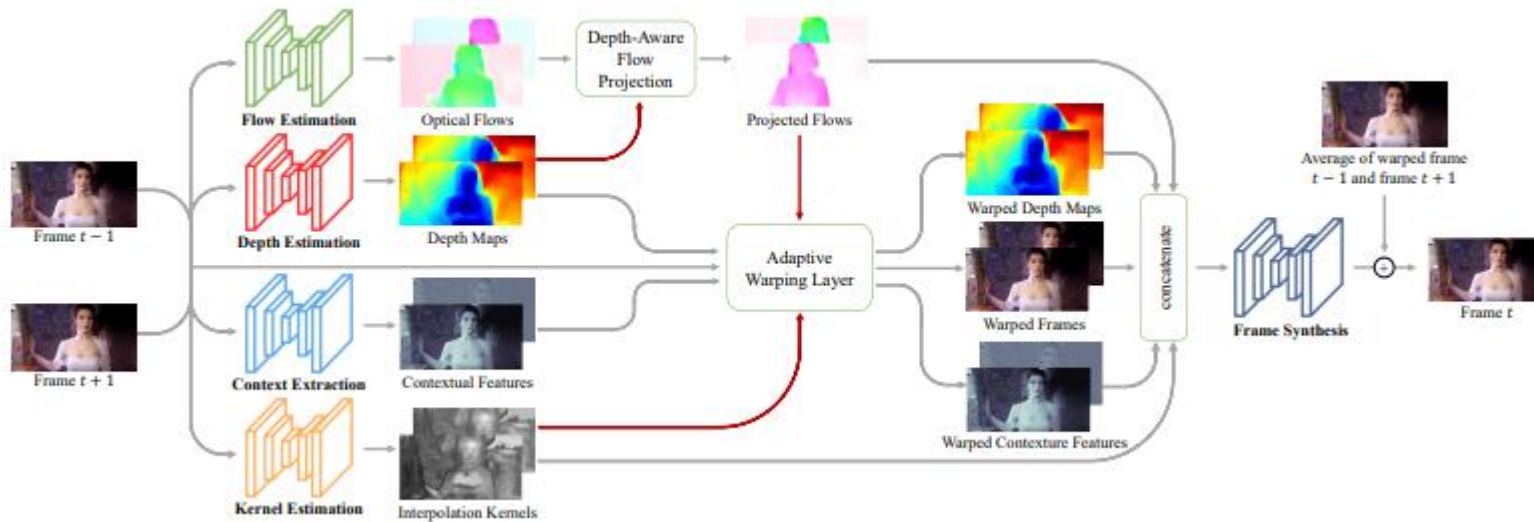 Frame t − 1
Frame t + 1
Flow Estimation
Depth Estimation
Context Extraction
Kernel Estimation
Optical Flows
Depth Maps
Contextual Features
Interpolation Kernels
Depth-Aware
Flow
Projection
Projected Flows
Adaptive
Warping Layer
Warped Depth Maps
Warped Frames
Warped Contexture Features
concatenate
Frame Synthesis
Average of warped frame
t − 1 and frame t + 1
+
Frame t